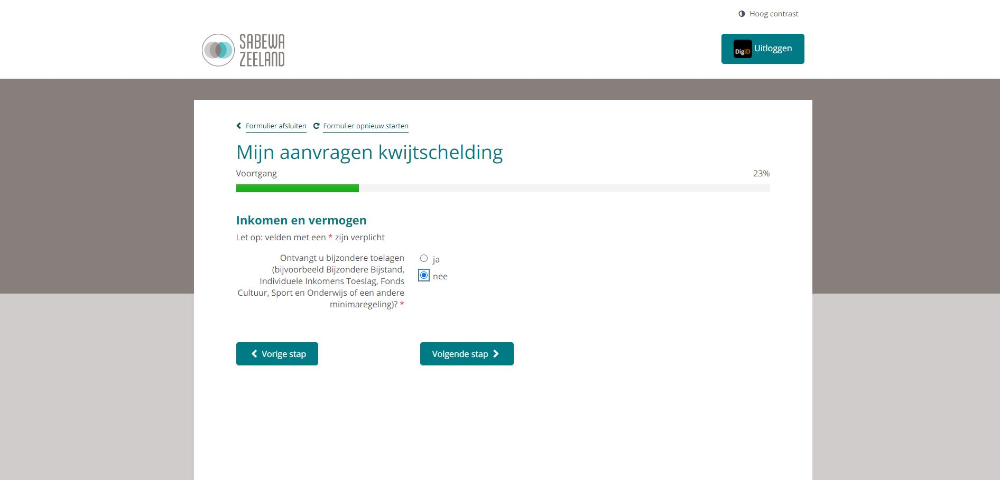 Hoog contrast
SABEWA
ZEELAND
DigiD Uitloggen
Formulier afsluiten Formulier opnieuw starten
Mijn aanvragen kwijtschelding
Voortgang 23%
Inkomen en vermogen
Let op: velden met een * zijn verplicht
Ontvangt u bijzondere toelagen
(bijvoorbeeld Bijzondere Bijstand,
Individuele Inkomens Toeslag, Fonds
Cultuur, Sport en Onderwijs of een andere
minimaregeling)? *
ja
nee
Vorige stap
Volgende stap